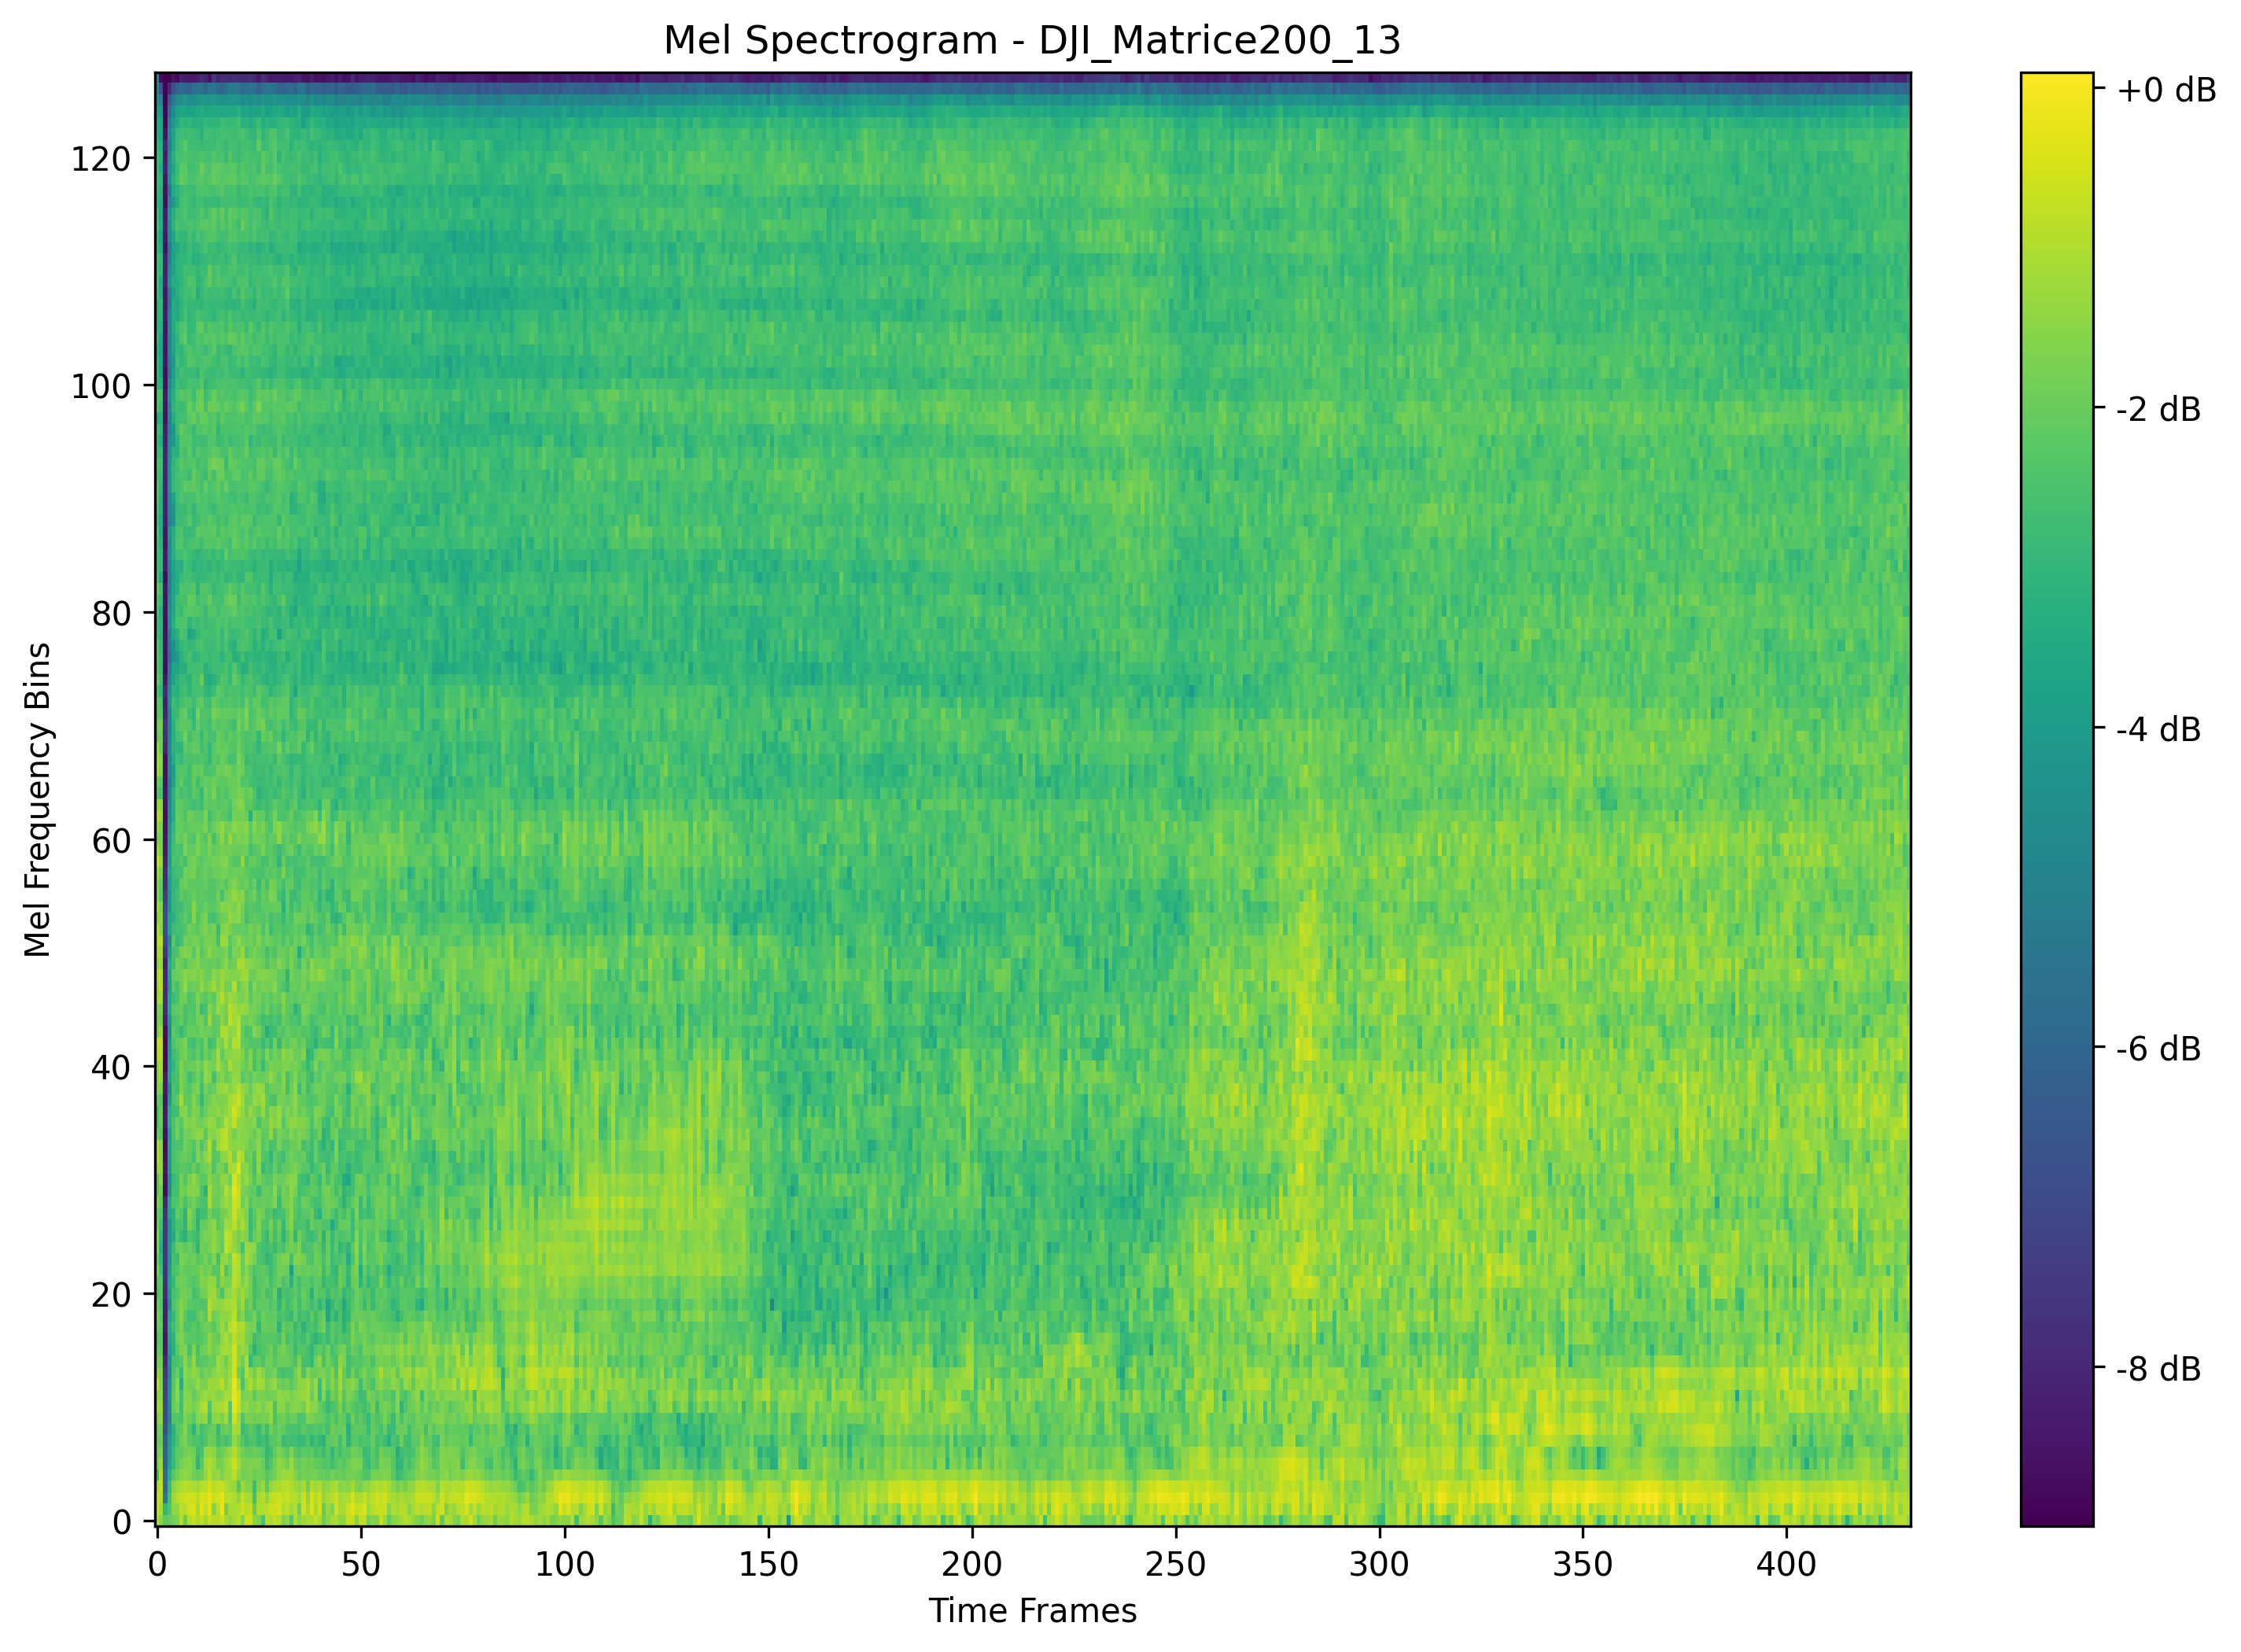 Mel Spectrogram - DJI_Matrice200_13
Mel Frequency Bins
120
100
80
60
40
20
0
0 50 100 150 200 250 300 350 400
Time Frames
+0 dB
-2 dB
-4 dB
-6 dB
-8 dB